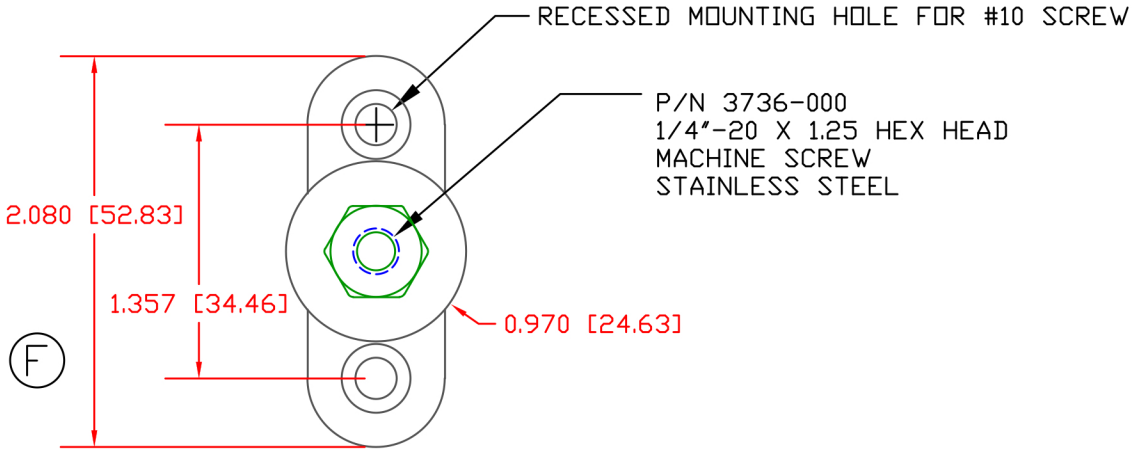 RECESSED MOUNTING HOLE FOR #10 SCREW
P/N 3736-000
1/4"-20 X 1.25 HEX HEAD
MACHINE SCREW
STAINLESS STEEL
2.080 [52.83]
1.357 [34.46]
0.970 [24.63]
F